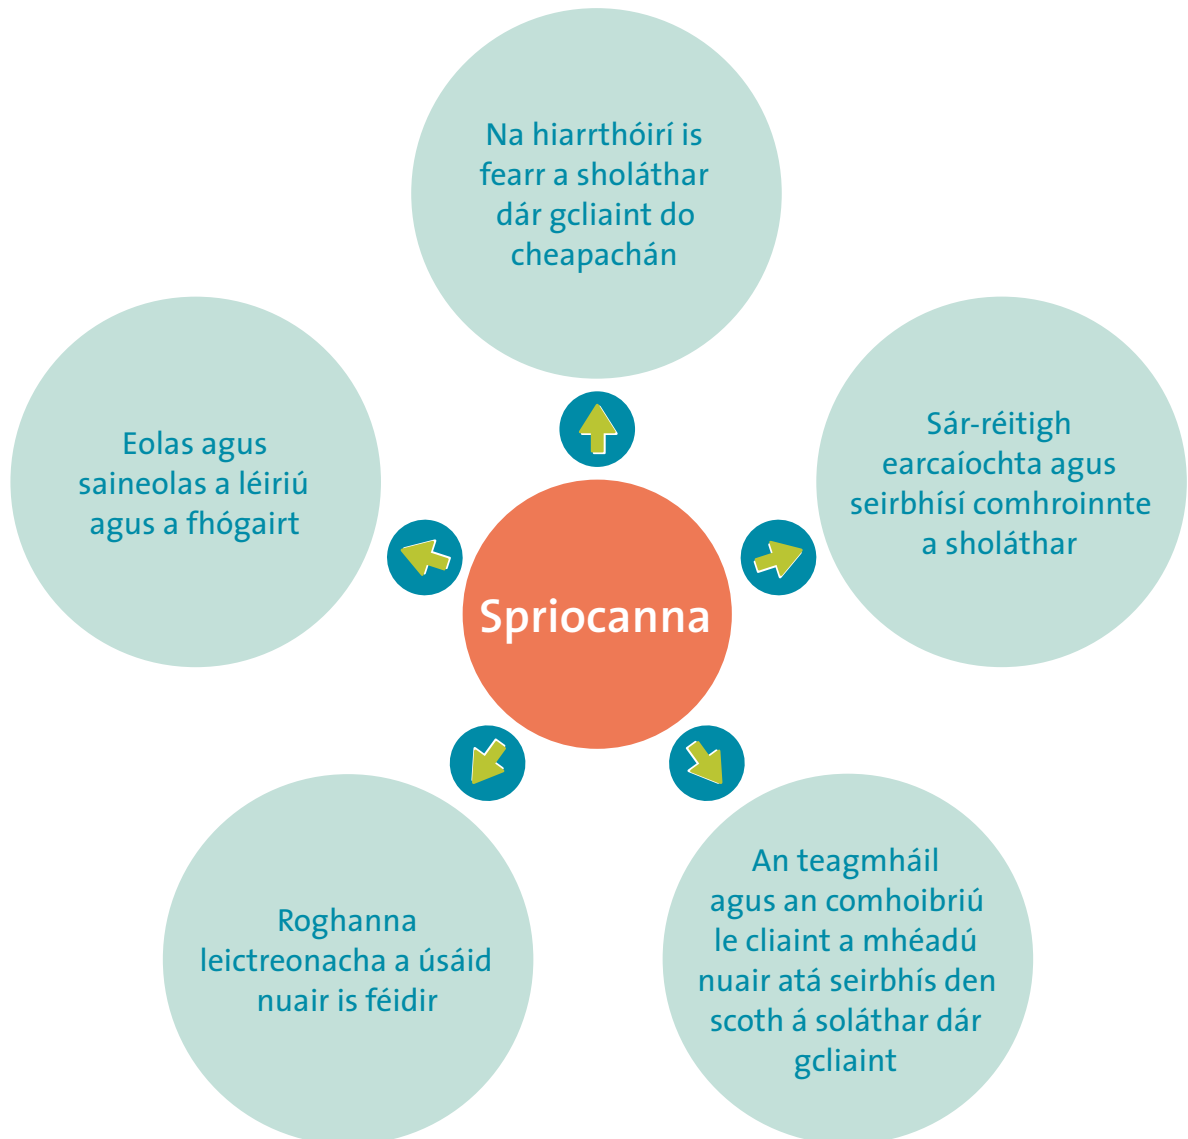 Na hiarrthóirí is
fearr a sholáthar
dár gcliaint do
cheapachán
Sár-réitigh
earcaíochta agus
seirbhísí comhroinnte
a sholáthar
An teagmháil
agus an comhoibriú
le cliaint a mhéadú
nuair atá seirbhís den
scoth á soláthar dár
gcliaint
Roghanna
leictreonacha a úsáid
nuair is féidir
Eolas agus
saineolas a léiriú
agus a fhógairt
Spriocanna